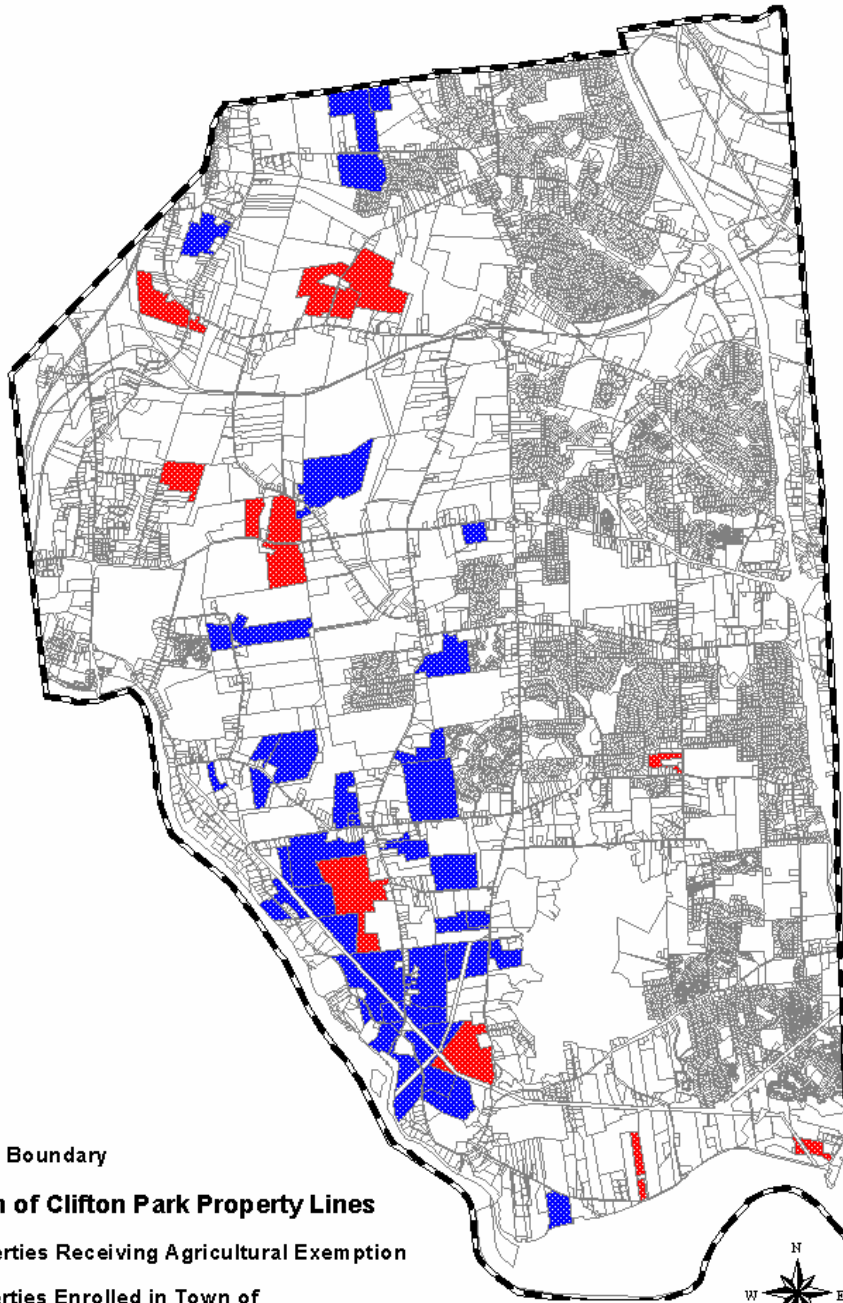 Boundary
n of Clifton Park Property Lines
erties Receiving Agricultural Exemption
erties Enrolled in Town of
N
W E